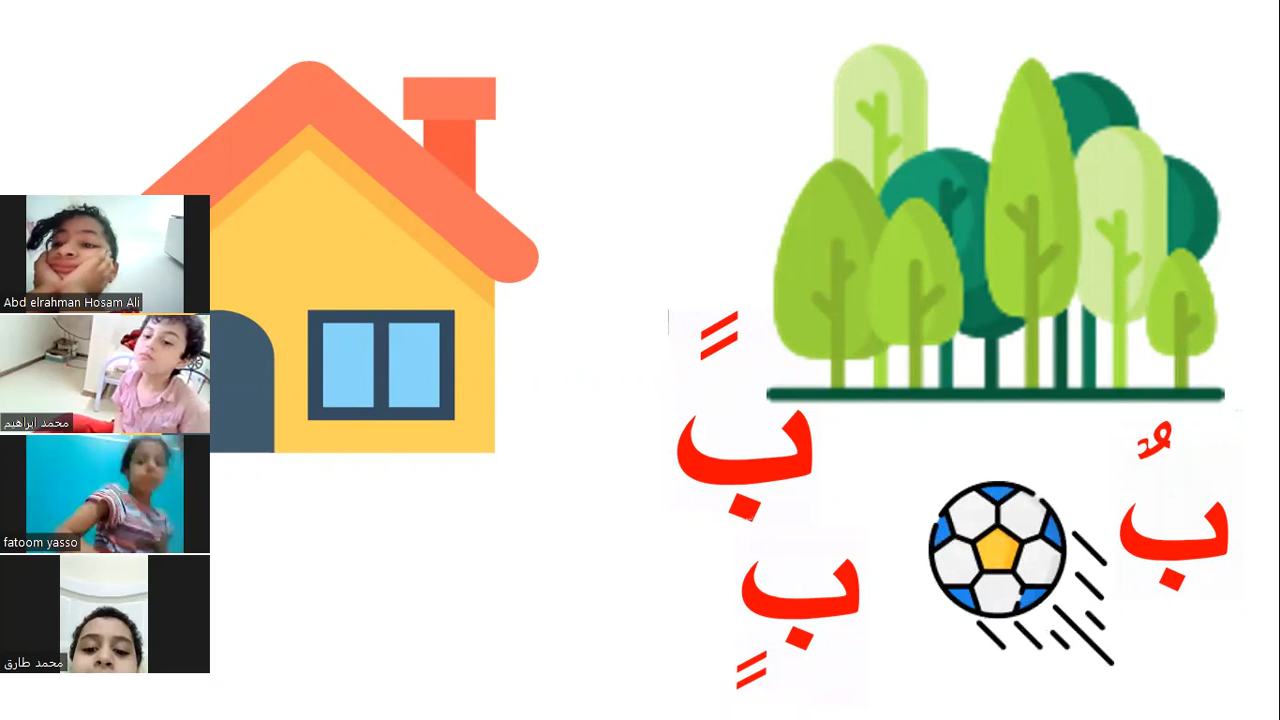 Abd elrahman Hosam Ali
محمد ابراهيم
fatoom yasso
محمد طارق
بً
بٌ
بٍ